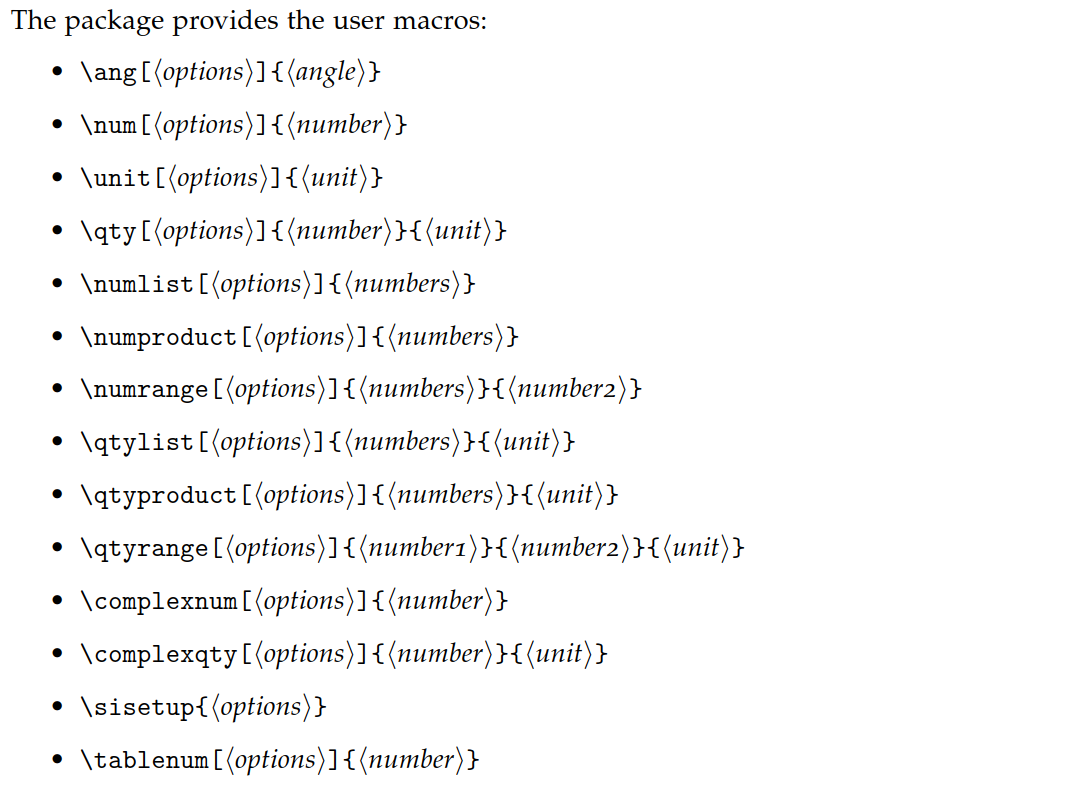 The package provides the user macros:
• \ang[⟨options⟩]{⟨angle⟩}
• \num[⟨options⟩]{⟨number⟩}
• \unit[⟨options⟩]{⟨unit⟩}
• \qty[⟨options⟩]{⟨number⟩}{⟨unit⟩}
• \numlist[⟨options⟩]{⟨numbers⟩}
• \numproduct[⟨options⟩]{⟨numbers⟩}
• \numrange[⟨options⟩]{⟨numbers⟩}{⟨number2⟩}
• \qtylist[⟨options⟩]{⟨numbers⟩}{⟨unit⟩}
• \qtyproduct[⟨options⟩]{⟨numbers⟩}{⟨unit⟩}
• \qtyrange[⟨options⟩]{⟨number1⟩}{⟨number2⟩}{⟨unit⟩}
• \complexnum[⟨options⟩]{⟨number⟩}
• \complexqty[⟨options⟩]{⟨number⟩}{⟨unit⟩}
• \sisetup{⟨options⟩}
• \tablenum[⟨options⟩]{⟨number⟩}